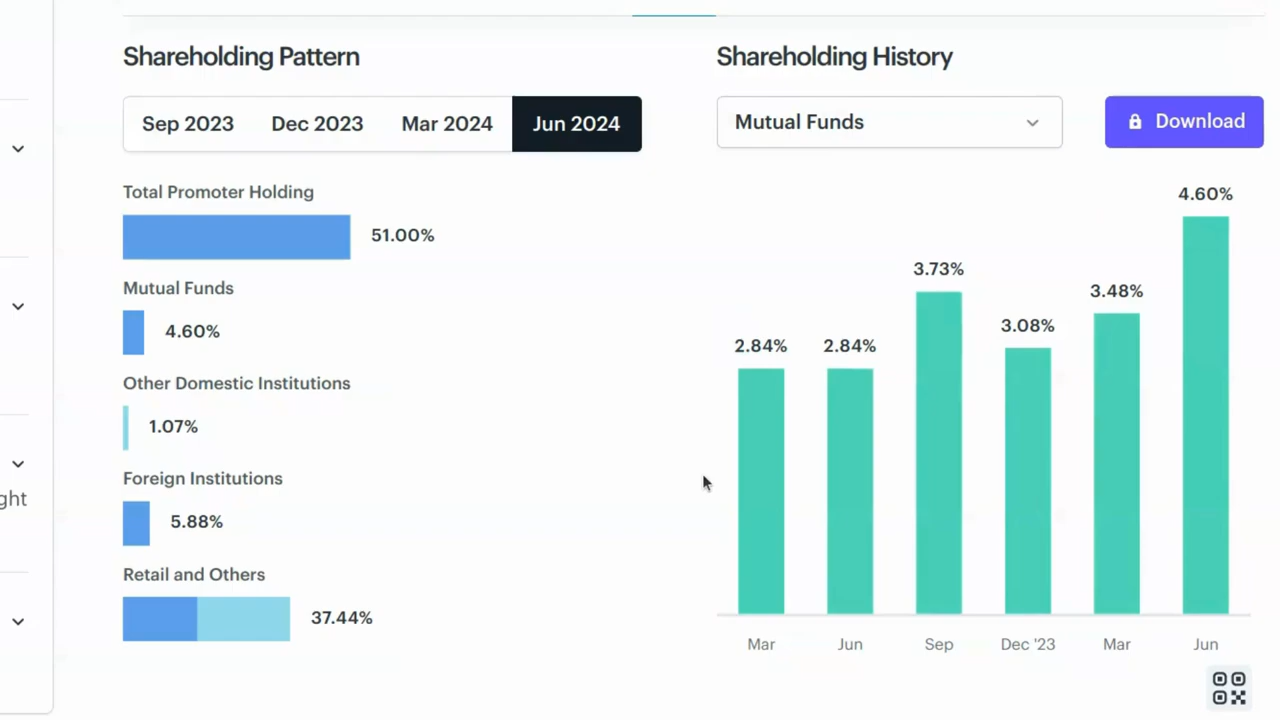 Shareholding Pattern
Sep 2023 Dec 2023 Mar 2024 Jun 2024
Total Promoter Holding
51.00%
Mutual Funds
4.60%
Other Domestic Institutions
1.07%
Foreign Institutions
5.88%
Retail and Others
37.44%
ght
Shareholding History
Mutual Funds
Download
2.84% 2.84% 3.73% 3.08% 3.48% 4.60%
Mar Jun Sep Dec '23 Mar Jun